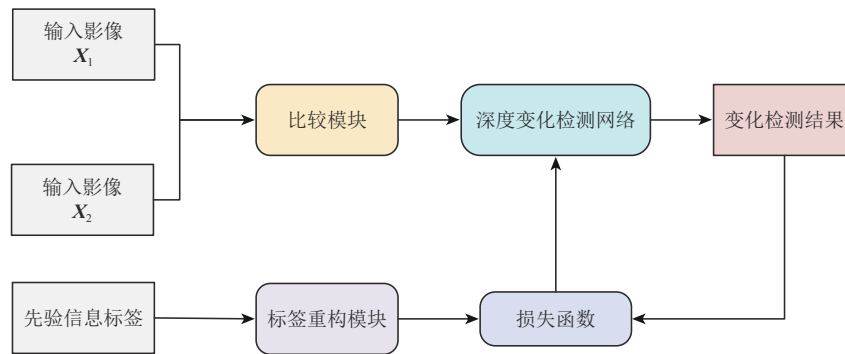 输入影像
X₁
比较模块
深度变化检测网络
变化检测结果
输入影像
X₂
先验信息标签
标签重构模块
损失函数